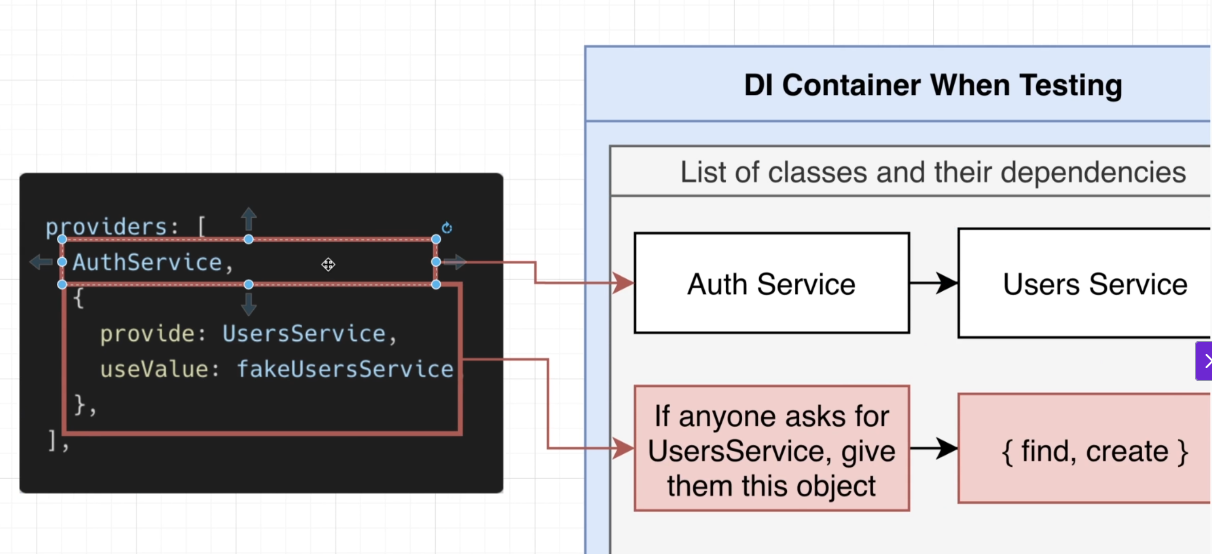 DI Container When Testing
List of classes and their dependencies
providers: [
AuthService,
{
provide: UsersService,
useValue: fakeUsersService
},
],
Auth Service
Users Service
If anyone asks for
UsersService, give
them this object
{ find, create }